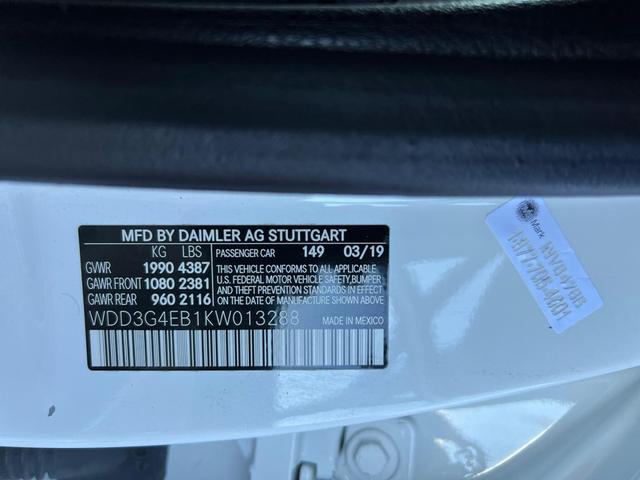 MFD BY DAIMLER AG STUTTGART
KG LBS PASSENGER CAR 149 03/19
GVWR 1990 4387 THIS VEHICLE CONFORMS TO ALL APPLICABLE
GAWR FRONT 1080 2381 U.S. FEDERAL MOTOR VEHICLE SAFETY, BUMPER,
GAWR REAR 960 2116 AND THEFT PREVENTION STANDARDS IN EFFECT
ON THE DATE OF MANUFACTURE SHOWN ABOVE.
WDD3G4EB1KW013288 MADE IN MEXICO
Mark